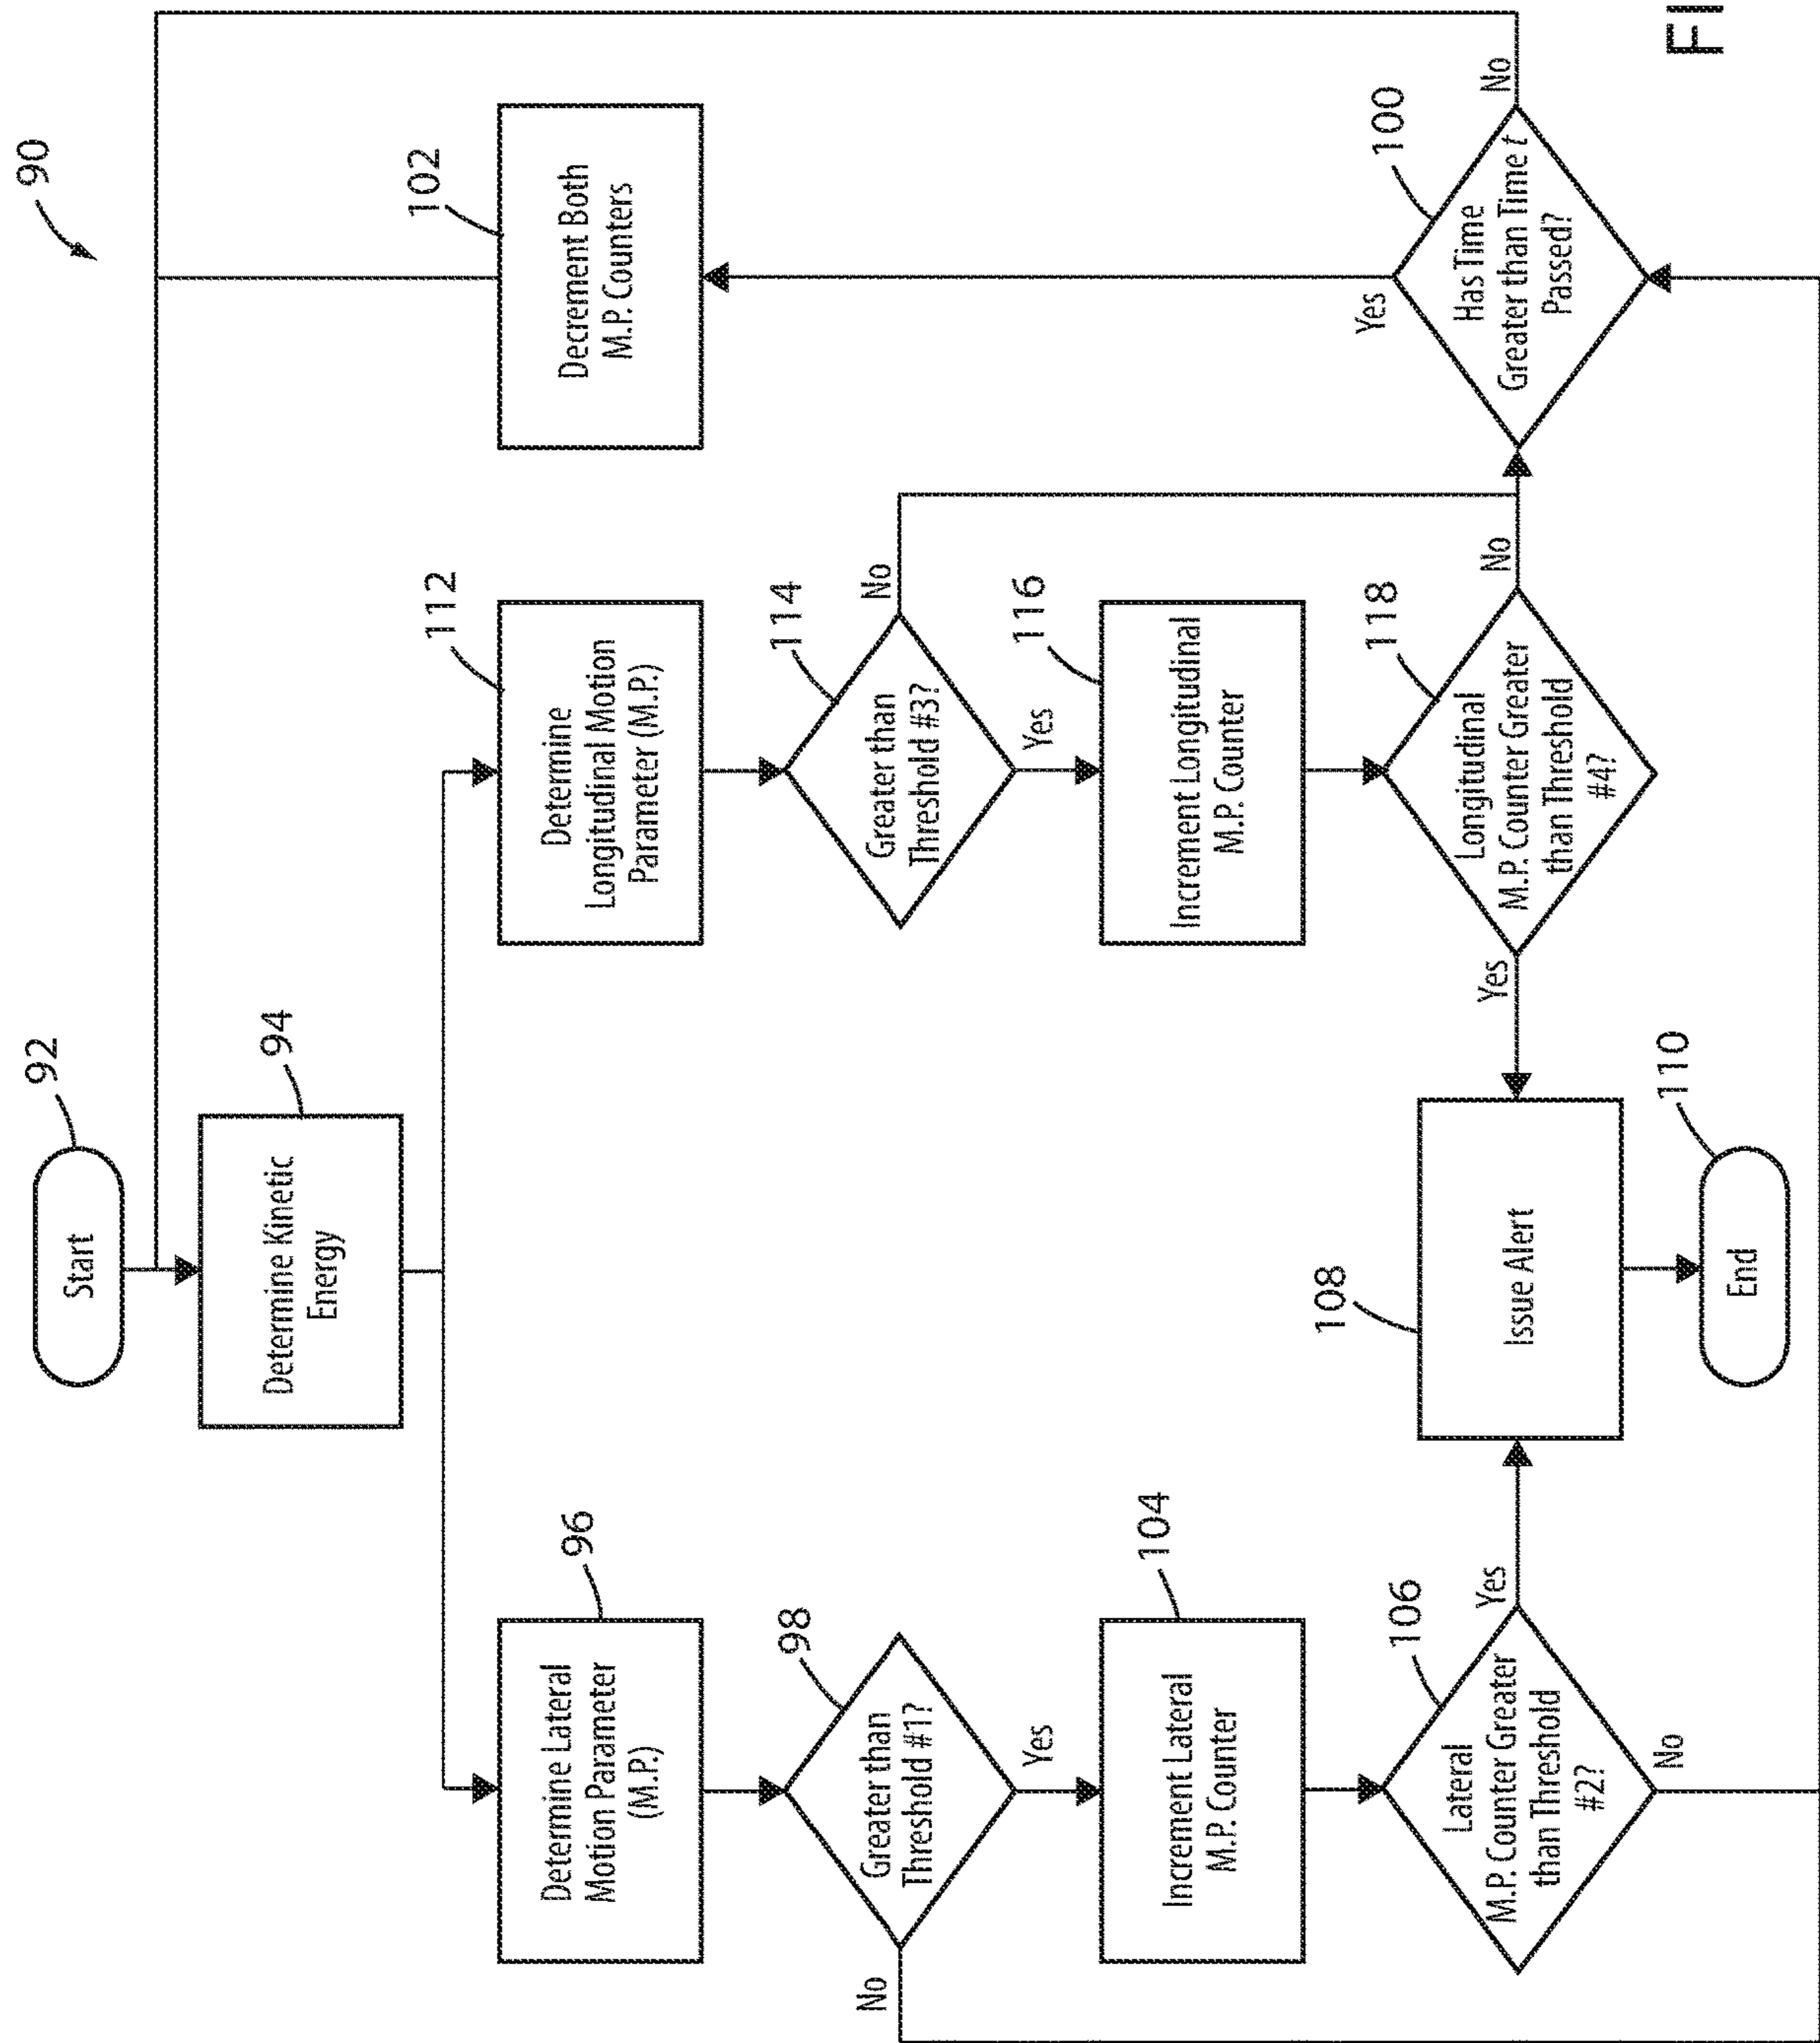 90
Start
92
Determine Kinetic
Energy
94
Determine Lateral
Motion Parameter
(M.P.)
96
Determine
Longitudinal Motion
Parameter (M.P.)
112
Decrement Both
M.P. Counters
102
Greater than
Threshold #1?
98
No
Yes
Greater than
Threshold #3?
114
No
Yes
Increment Lateral
M.P. Counter
104
Increment Longitudinal
M.P. Counter
116
Lateral
M.P. Counter Greater
than Threshold
#2?
106
Yes
No
Issue Alert
108
Longitudinal
M.P. Counter Greater
than Threshold
#4?
118
Yes
No
Has Time
Greater than Time t
Passed?
100
Yes
No
End
110